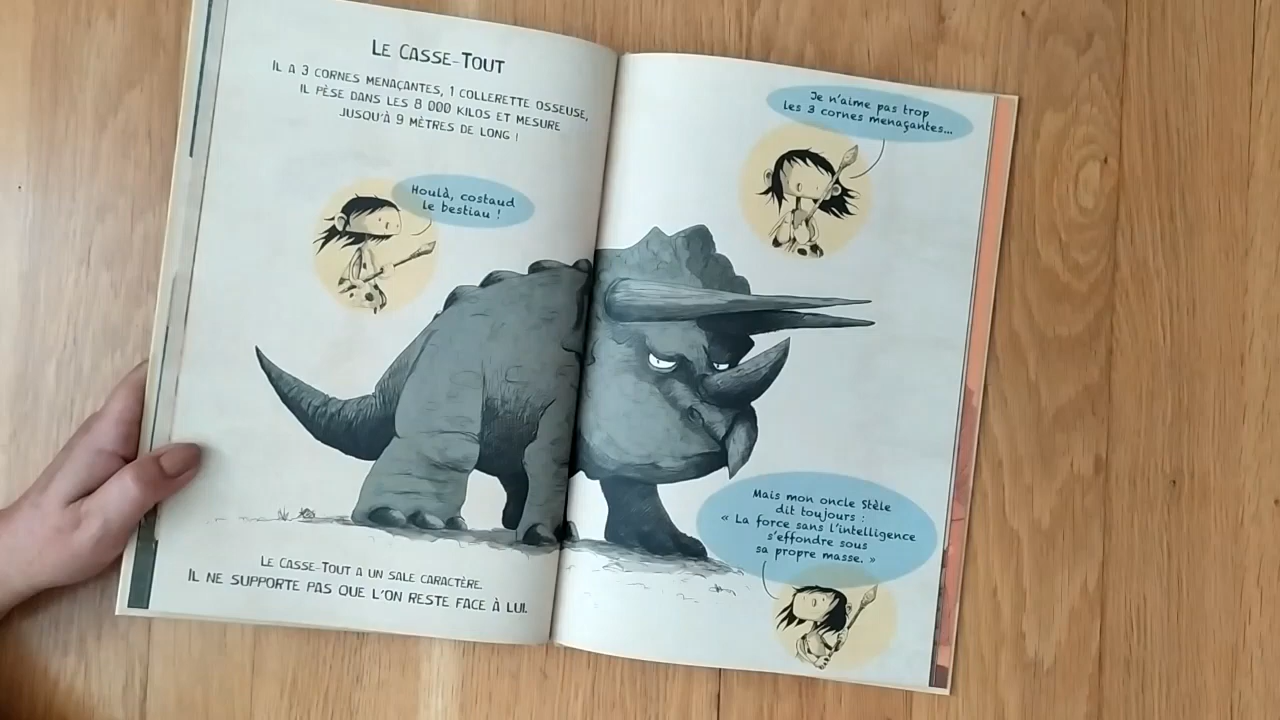 LE CASSE-TOUT
IL A 3 CORNES MENAÇANTES, 1 COLLERETTE OSSEUSE,
IL PÈSE DANS LES 8 000 KILOS ET MESURE
JUSQU'À 9 MÈTRES DE LONG !
Houlà, costaud
le bestiau !
LE CASSE-TOUT A UN SALE CARACTÈRE.
IL NE SUPPORTE PAS QUE L'ON RESTE FACE À LUI.
Je n'aime pas trop
les 3 cornes menaçantes...
Mais mon oncle Stèle
dit toujours :
« La force sans l'intelligence
s'effondre sous
sa propre masse. »